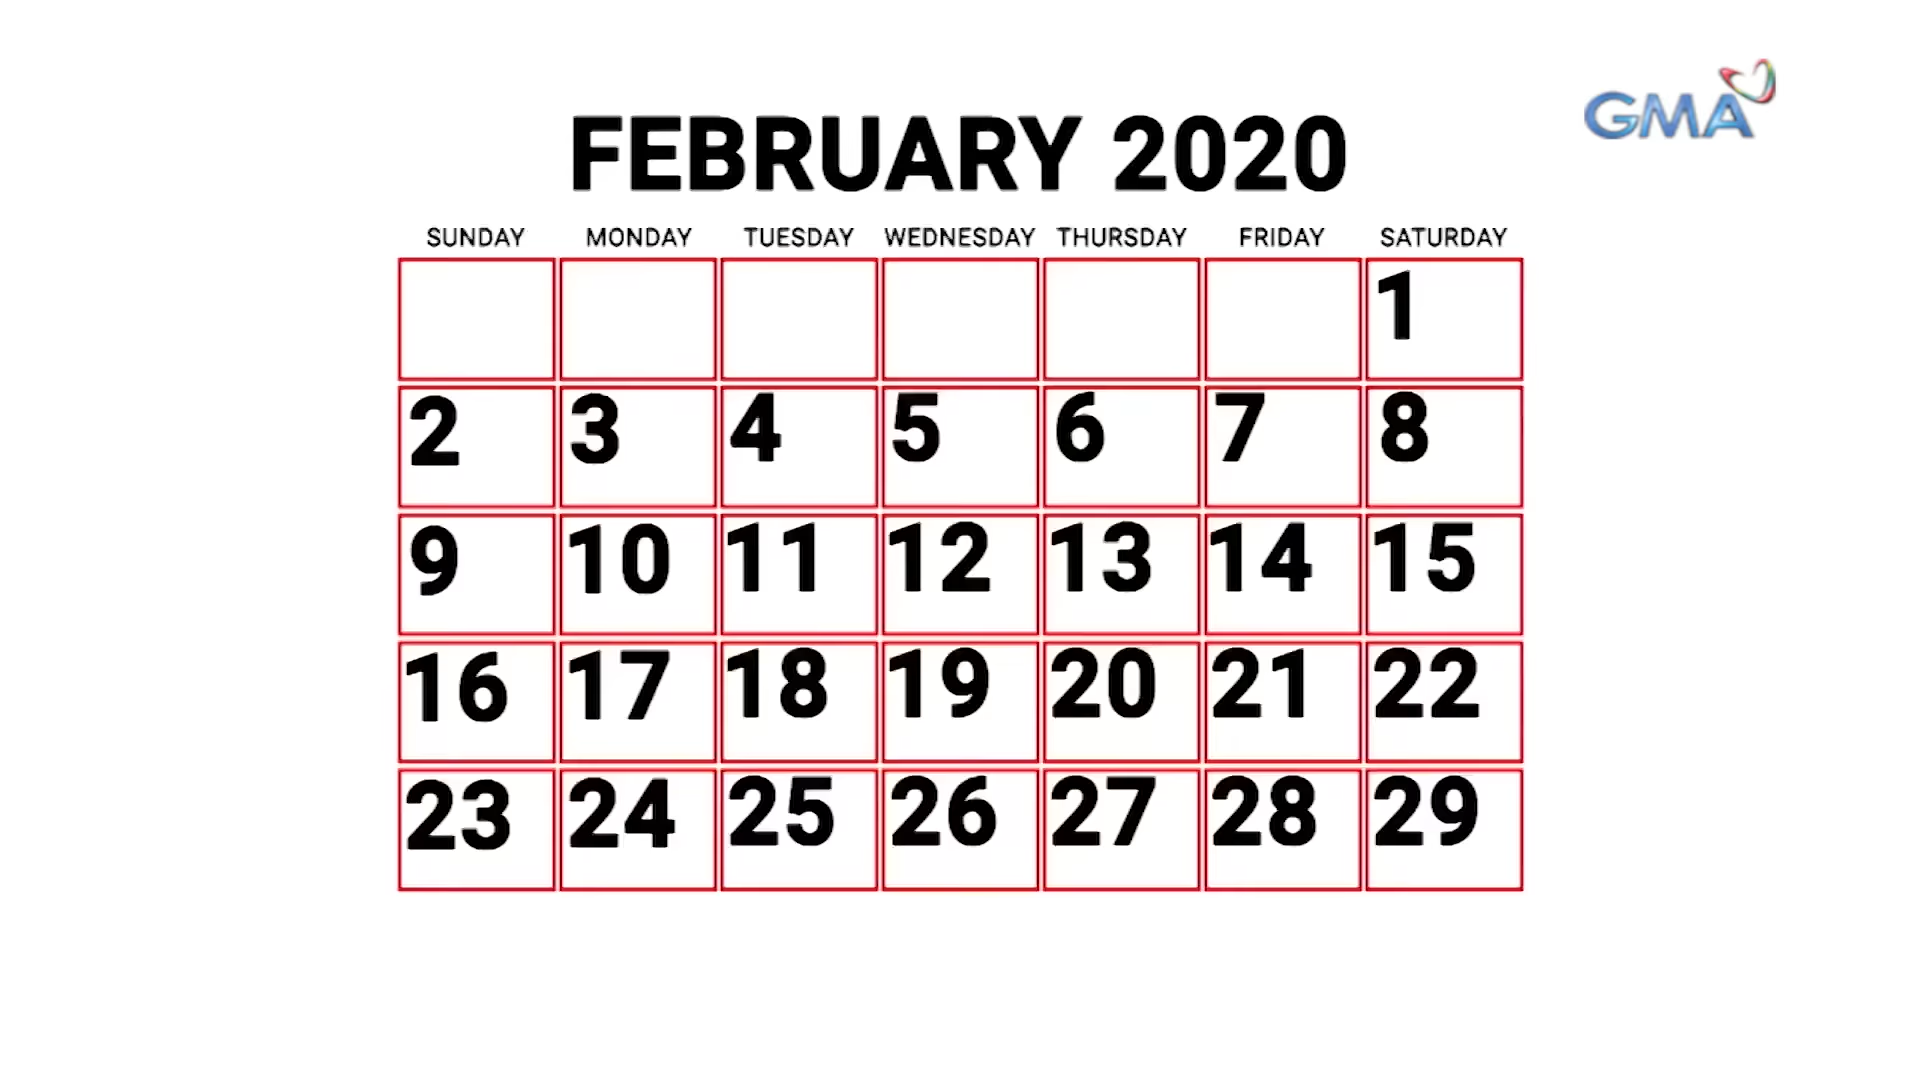 GMA
FEBRUARY 2020
SUNDAY MONDAY TUESDAY WEDNESDAY THURSDAY FRIDAY SATURDAY
1
2 3 4 5 6 7 8
9 10 11 12 13 14 15
16 17 18 19 20 21 22
23 24 25 26 27 28 29